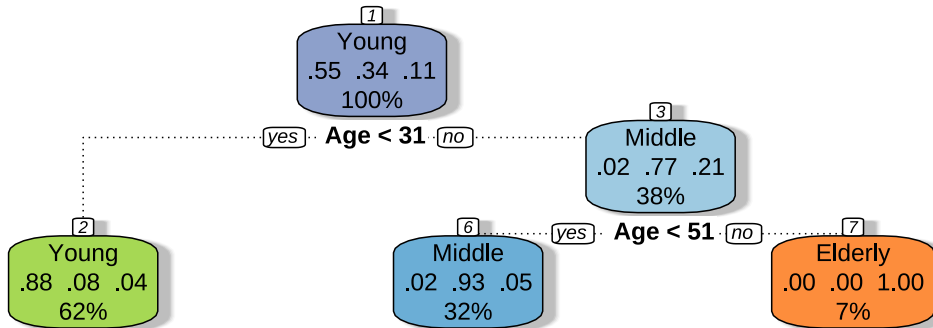 1
Young
.55 .34 .11
100%
yes Age < 31 no
3
Middle
.02 .77 .21
38%
yes Age < 51 no
2
Young
.88 .08 .04
62%
6
Middle
.02 .93 .05
32%
7
Elderly
.00 .00 1.00
7%